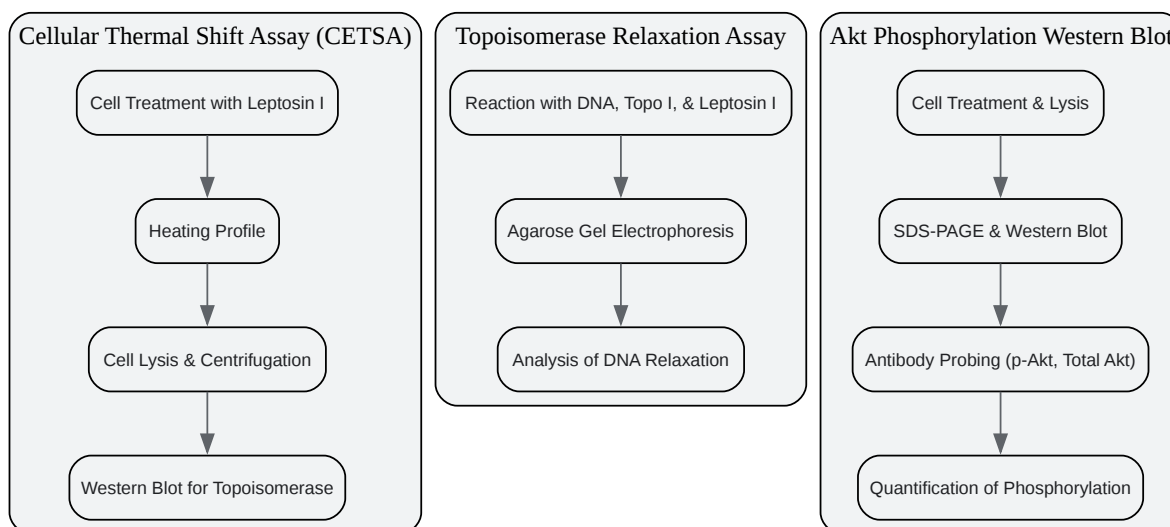 Cellular Thermal Shift Assay (CETSA)
Cell Treatment with Leptosin I
Heating Profile
Cell Lysis & Centrifugation
Western Blot for Topoisomerase
Topoisomerase Relaxation Assay
Reaction with DNA, Topo I, & Leptosin I
Agarose Gel Electrophoresis
Analysis of DNA Relaxation
Akt Phosphorylation Western Blot
Cell Treatment & Lysis
SDS-PAGE & Western Blot
Antibody Probing (p-Akt, Total Akt)
Quantification of Phosphorylation